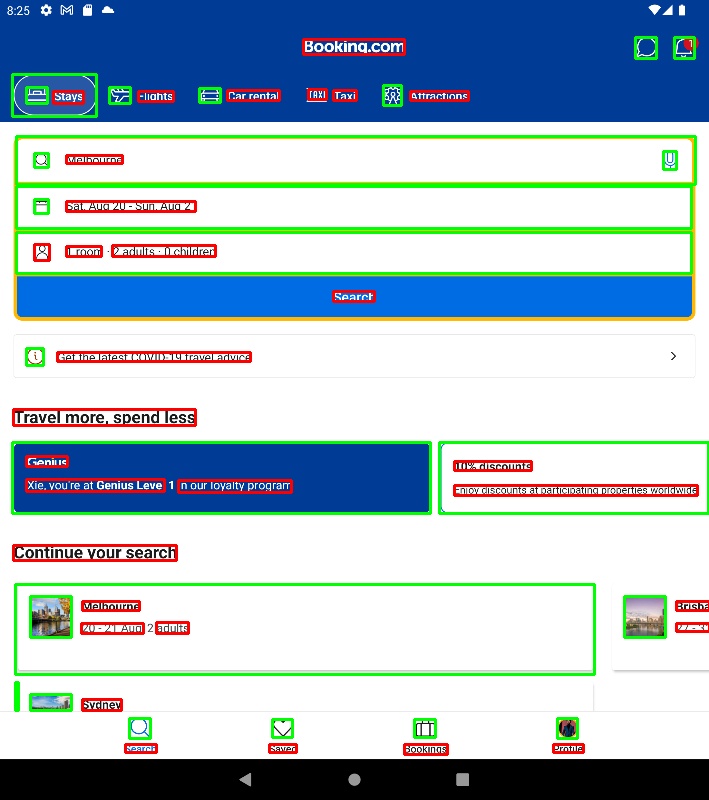 8:25
Booking.com
Stays Flights Car rental TAXI Taxi Attractions
Melbourne
Sat, Aug 20 - Sun, Aug 21
1 room · 2 adults · 0 children
Search
Get the latest COVID-19 travel advice
Travel more, spend less
Genius
Xie, you're at Genius Level 1 in our loyalty program
10% discounts
Enjoy discounts at participating properties worldwide
Continue your search
Melbourne
20 - 21 Aug, 2 adults
Brisba
27 - 31
Sydney
Search Saved Bookings Profile